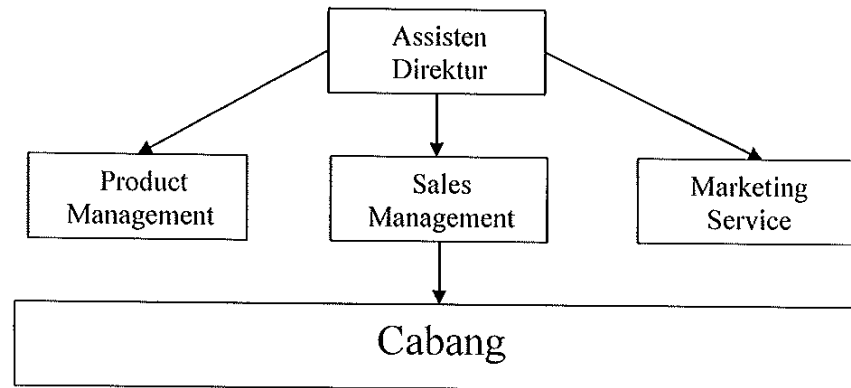 Assisten
Direktur
Product
Management
Sales
Management
Marketing
Service
Cabang